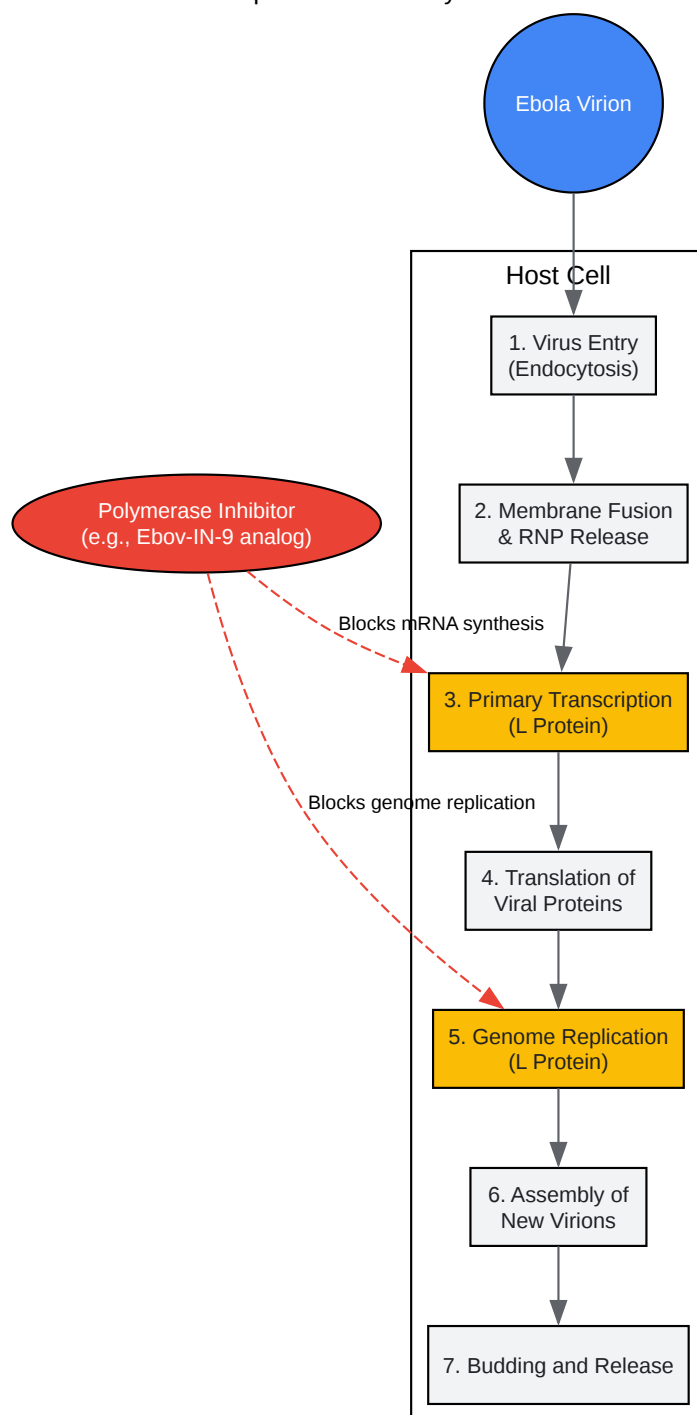 Ebola Virion
Host Cell
1. Virus Entry
(Endocytosis)
2. Membrane Fusion
& RNP Release
Polymerase Inhibitor
(e.g., Ebov-IN-9 analog)
Blocks mRNA synthesis
3. Primary Transcription
(L Protein)
Blocks genome replication
4. Translation of
Viral Proteins
5. Genome Replication
(L Protein)
6. Assembly of
New Virions
7. Budding and Release